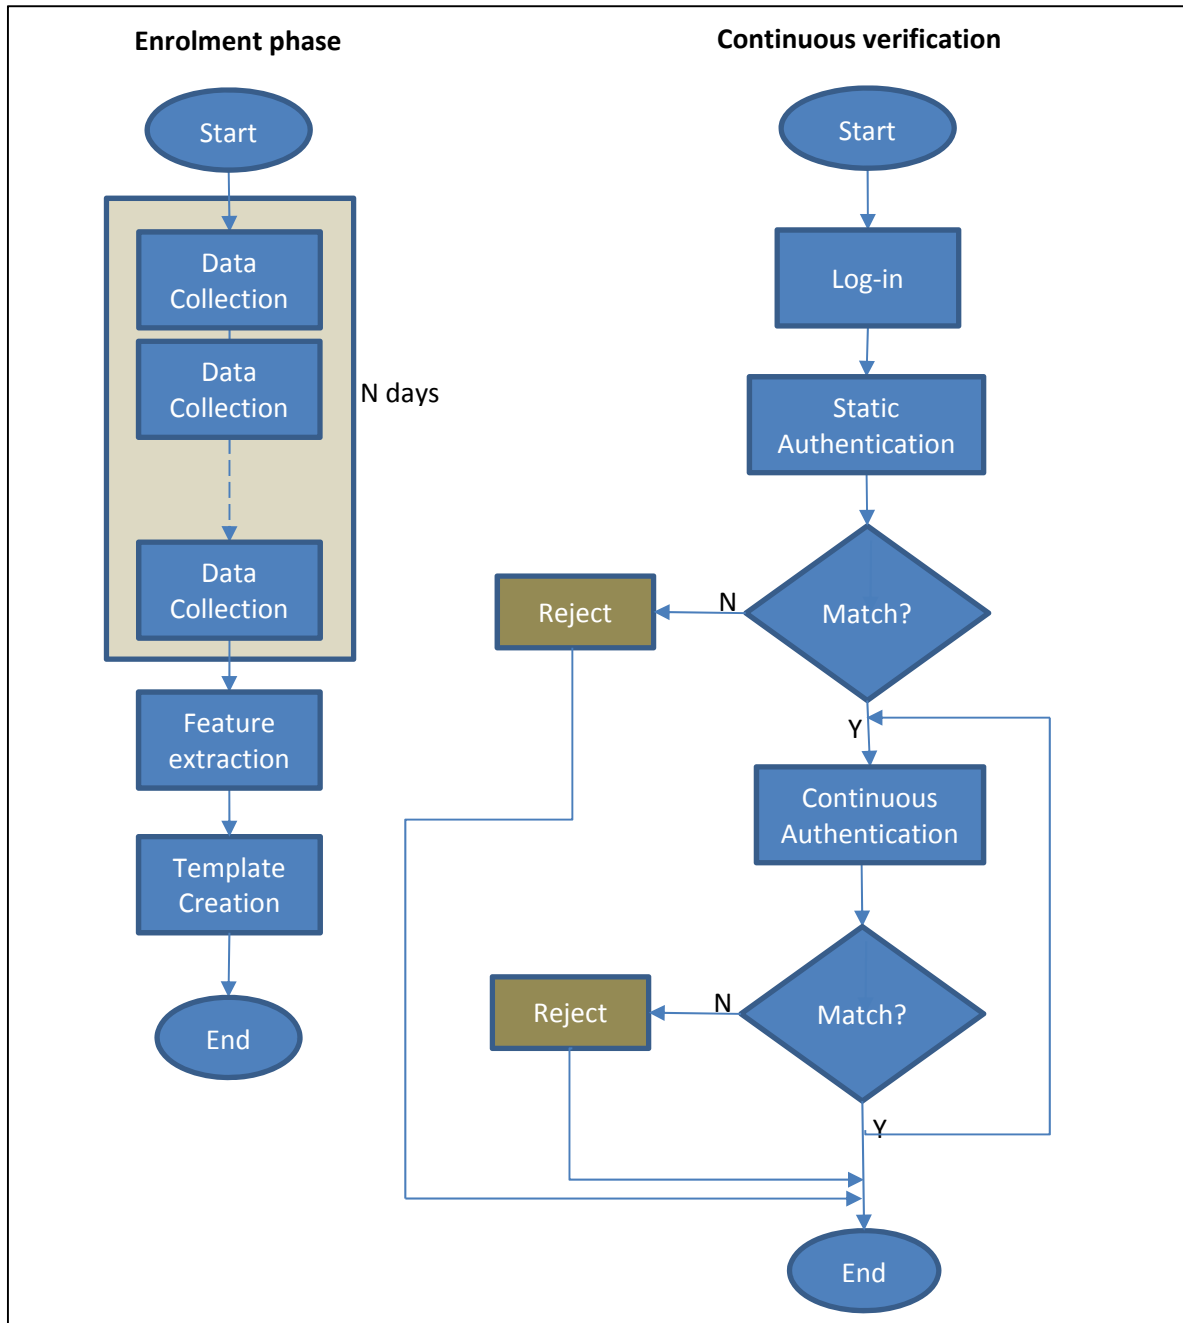 Enrolment phase
Start
Data
Collection
Data
Collection
N days
Data
Collection
Feature
extraction
Template
Creation
End
Continuous verification
Start
Log-in
Static
Authentication
Match?
N
Reject
Y
Continuous
Authentication
Match?
N
Reject
Y
End